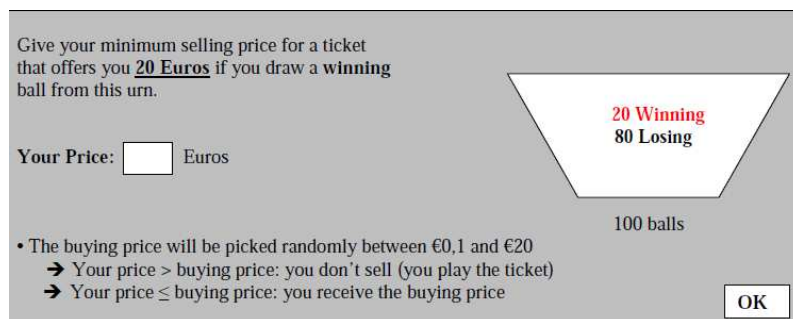 Give your minimum selling price for a ticket
that offers you 20 Euros if you draw a winning
ball from this urn.
20 Winning
80 Losing
Your Price: Euros
100 balls
• The buying price will be picked randomly between €0,1 and €20
➔ Your price > buying price: you don’t sell (you play the ticket)
➔ Your price ≤ buying price: you receive the buying price
OK